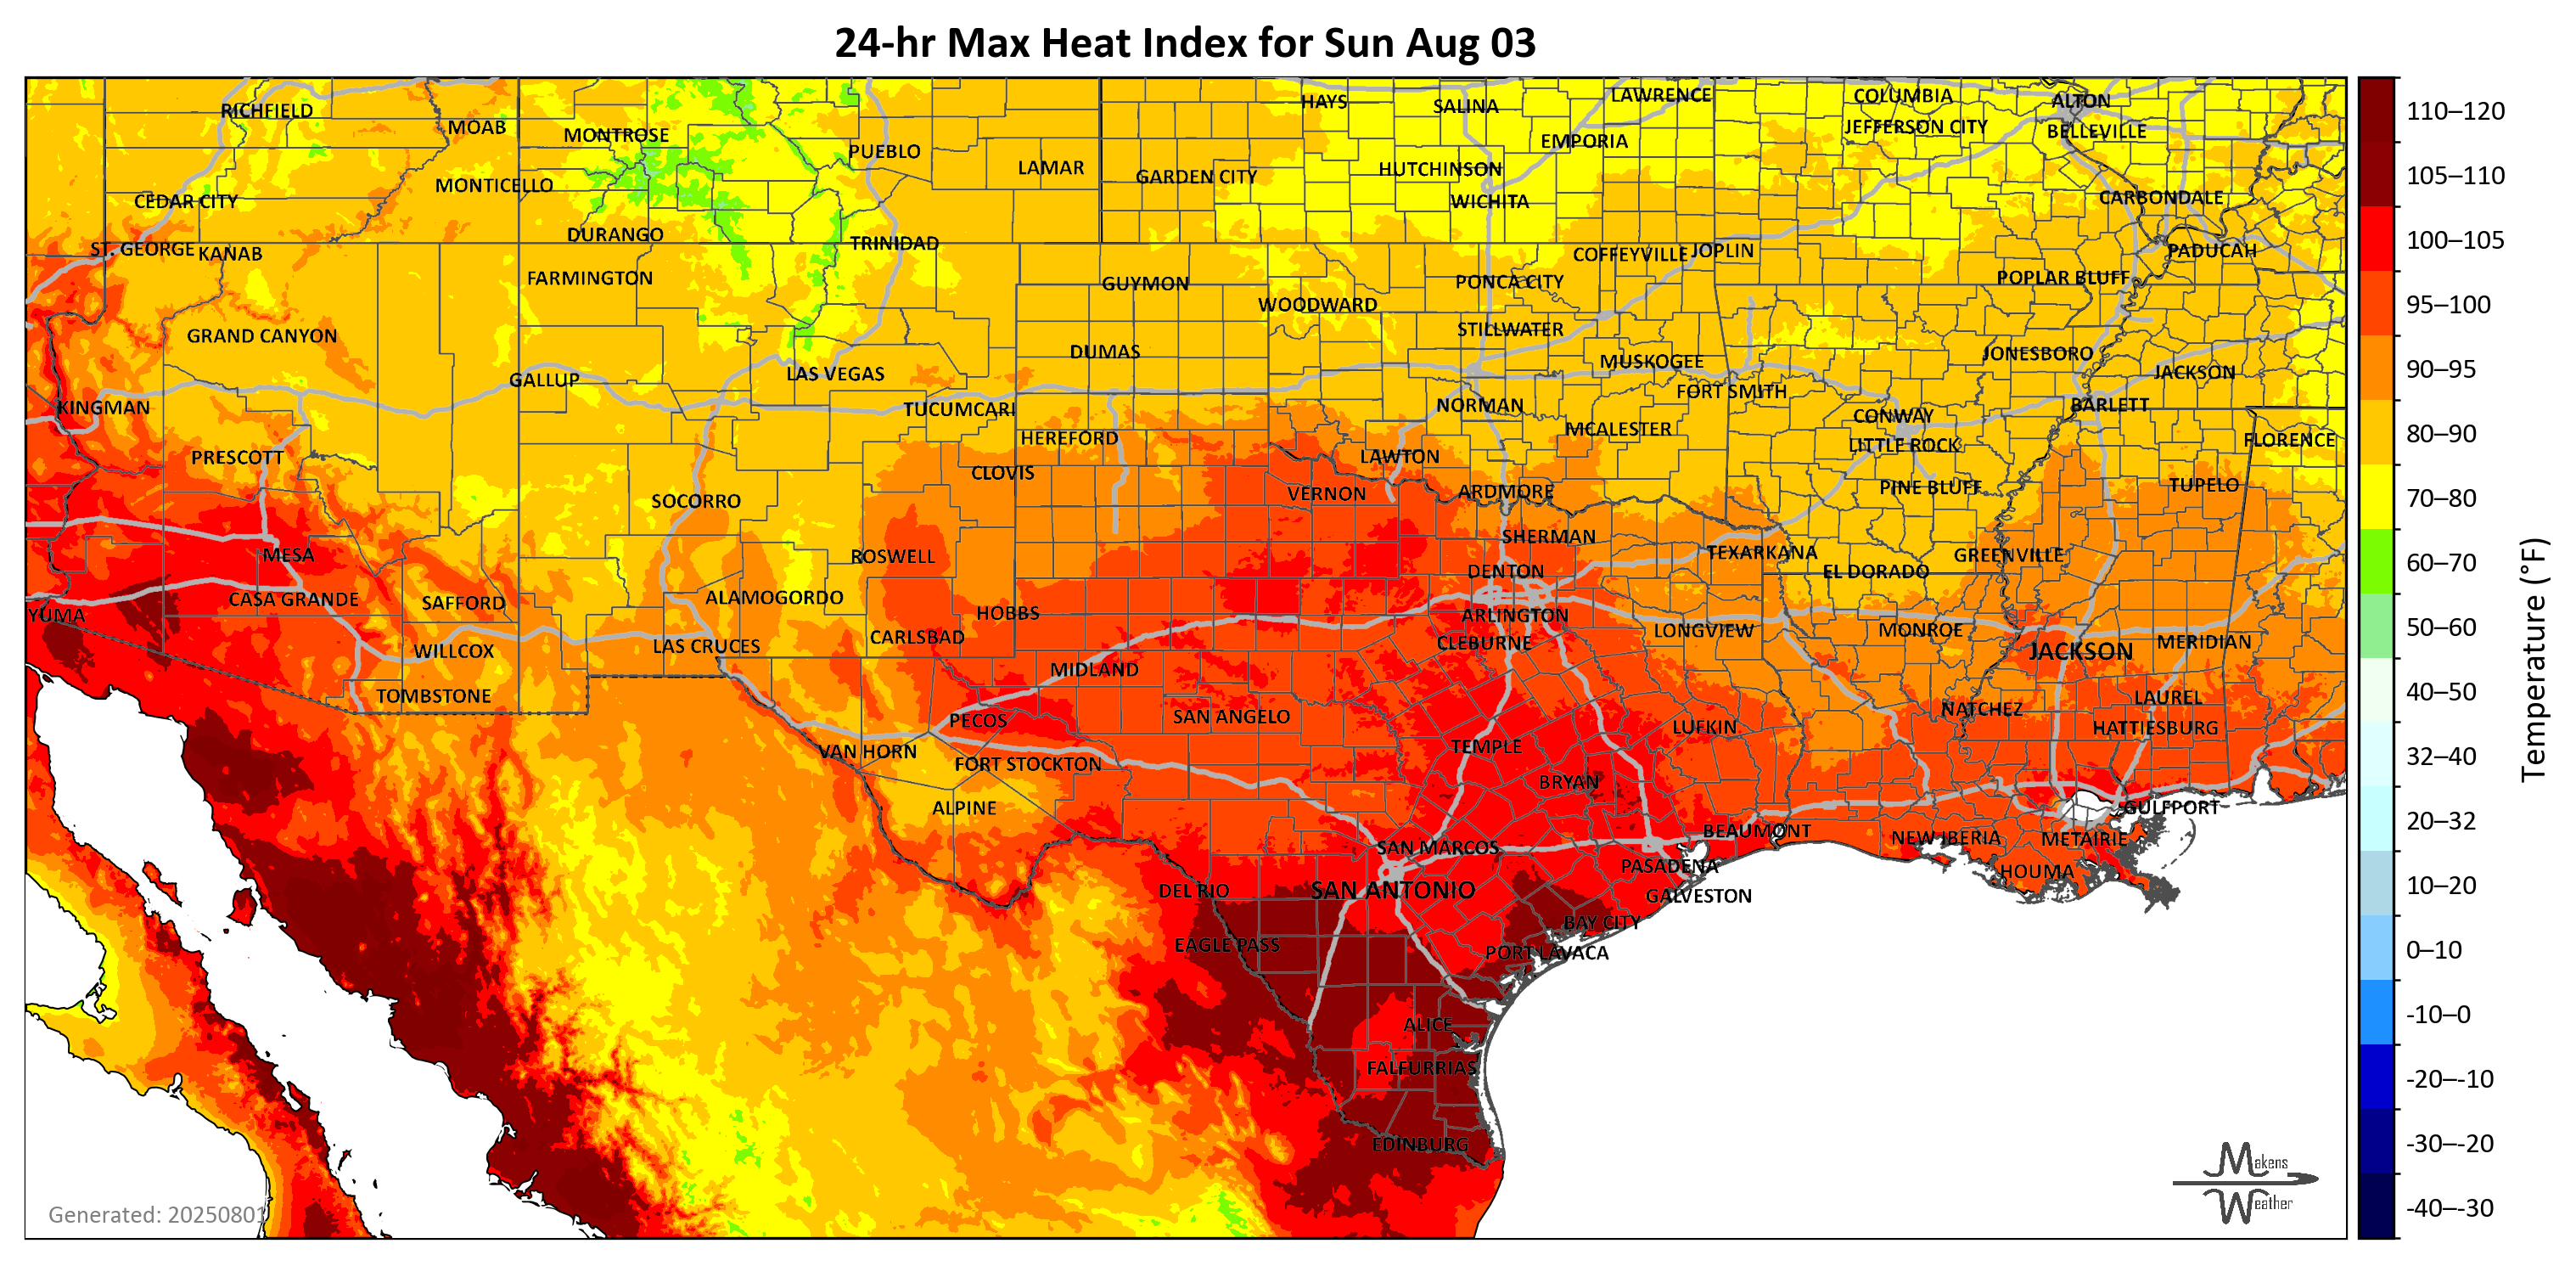 24-hr Max Heat Index for Sun Aug 03
RICHFIELD
MOAB
MONTROSE
PUEBLO
LAMAR
GARDEN CITY
HAYS
SALINA
LAWRENCE
EMPORIA
HUTCHINSON
WICHITA
COLUMBIA
JEFFERSON CITY
ALTON
BELLEVILLE
CARBONDALE
CEDAR CITY
MONTICELLO
DURANGO
TRINIDAD
ST. GEORGE
KANAB
FARMINGTON
GUYMON
WOODWARD
PONCA CITY
COFFEYVILLE
JOPLIN
POPLAR BLUFF
PADUCAH
GRAND CANYON
DUMAS
STILLWATER
MUSKOGEE
JONESBORO
JACKSON
GALLUP
LAS VEGAS
FORT SMITH
KINGMAN
TUCUMCARI
NORMAN
CONWAY
BARLETT
HEREFORD
MCALESTER
LITTLE ROCK
FLORENCE
PRESCOTT
CLOVIS
LAWTON
SOCORRO
VERNON
ARDMORE
PINE BLUFF
TUPELO
MESA
ROSWELL
SHERMAN
TEXARKANA
GREENVILLE
DENTON
EL DORADO
YUMA
CASA GRANDE
SAFFORD
ALAMOGORDO
HOBBS
ARLINGTON
CLEBURNE
LONGVIEW
MONROE
JACKSON
MERIDIAN
WILLCOX
LAS CRUCES
CARLSBAD
MIDLAND
TOMBSTONE
PECOS
SAN ANGELO
LUFKIN
NATCHEZ
LAUREL
HATTIESBURG
VAN HORN
FORT STOCKTON
TEMPLE
BRYAN
ALPINE
GULFPORT
SAN MARCOS
BEAUMONT
NEW IBERIA
METAIRIE
PASADENA
HOUMA
DEL RIO
SAN ANTONIO
GALVESTON
BAY CITY
EAGLE PASS
PORT LAVACA
ALICE
FALFURRIAS
EDINBURG
Generated: 20250801
Makens
Weather
110–120
105–110
100–105
95–100
90–95
80–90
70–80
60–70
50–60
40–50
32–40
20–32
10–20
0–10
-10–0
-20–-10
-30–-20
-40–-30
Temperature (°F)